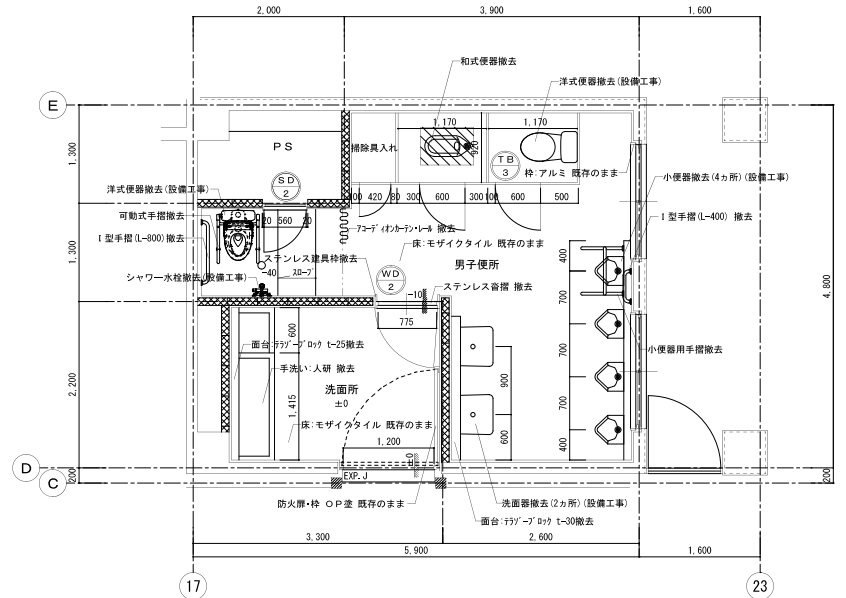 2,000
3,900
1,600
和式便器撤去
洋式便器撤去(設備工事)
E
1,170
1,170
920
PS
掃除具入れ
TB
3
枠:アルミ 既存のまま
小便器撤去(4ヵ所)(設備工事)
1,300
SD
2
洋式便器撤去(設備工事)
420
80
300
600
300
100
600
500
可動式手摺撤去
20
560
20
I型手摺(L-400) 撤去
アコーディオンカーテン・レール 撤去
I型手摺(L-800)撤去
床:モザイクタイル 既存のまま
400
1,300
ステンレス建具枠撤去
男子便所
WD
2
-40
スロープ
シャワー水栓撤去(設備工事)
-10
ステンレス沓摺 撤去
700
4,800
775
600
面台:テラゾーブロック t-25撤去
小便器用手摺撤去
手洗い:人研 撤去
700
900
2,200
洗面所
±0
1,415
700
床:モザイクタイル 既存のまま
600
400
1,200
±0
D
C
200
200
EXP.J
防火扉・枠 OP塗 既存のまま
洗面器撤去(2ヵ所)(設備工事)
面台:テラゾーブロック t-30撤去
3,300
2,600
5,900
1,600
17
23